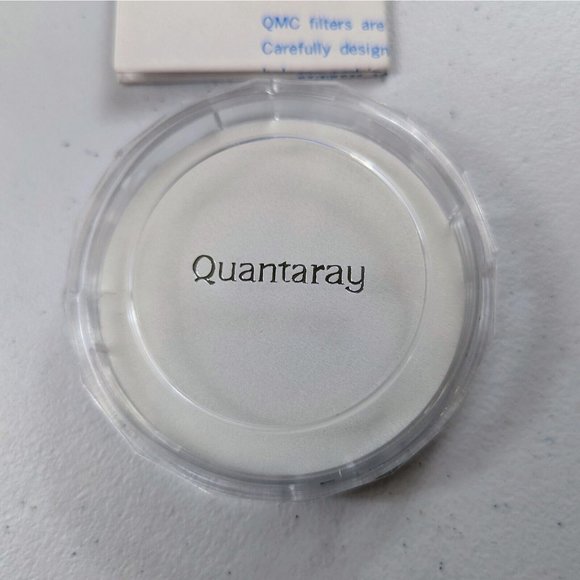 QMC filters are
Carefully design
Quantaray